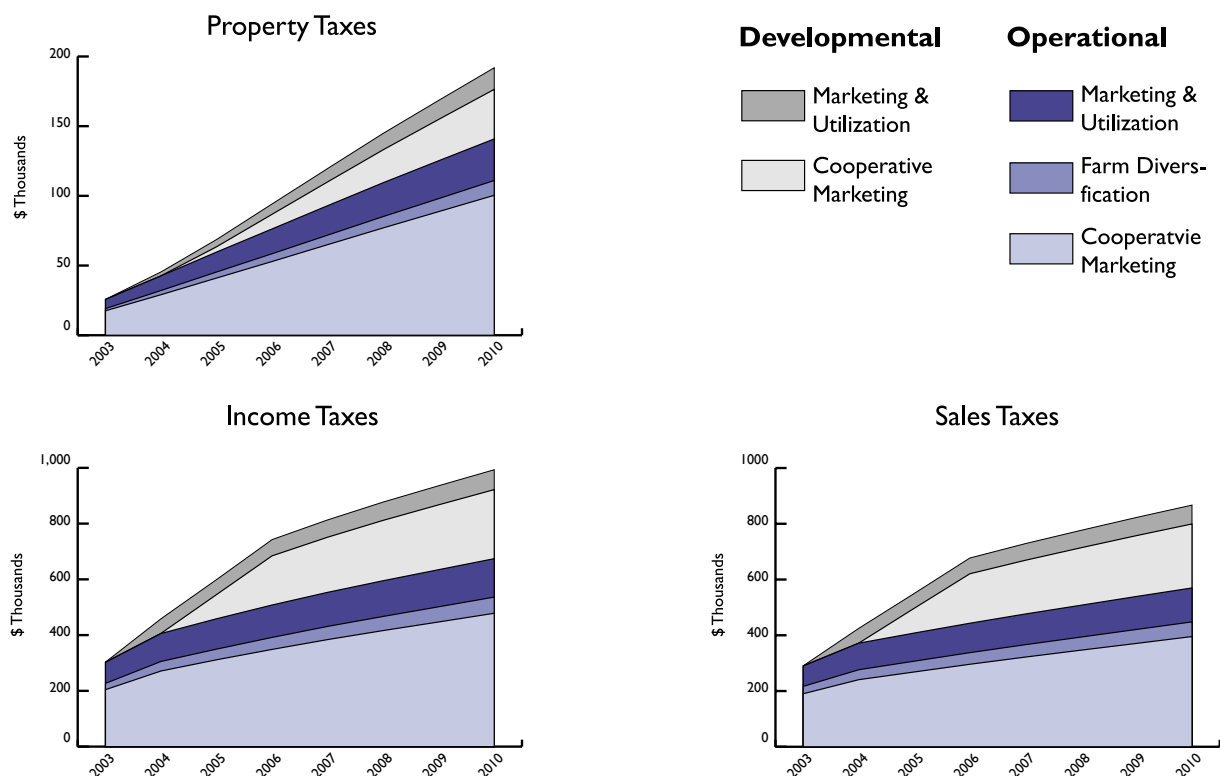 Property Taxes
200
150
100
50
0
$ Thousands
2003
2004
2005
2006
2007
2008
2009
2010
Developmental
Marketing &
Utilization
Cooperative
Marketing
Operational
Marketing &
Utilization
Farm Divers-
fication
Cooperatvie
Marketing
Income Taxes
1,000
800
600
400
200
0
$ Thousands
2003
2004
2005
2006
2007
2008
2009
2010
Sales Taxes
1000
800
600
400
200
0
$ Thousands
2003
2004
2005
2006
2007
2008
2009
2010